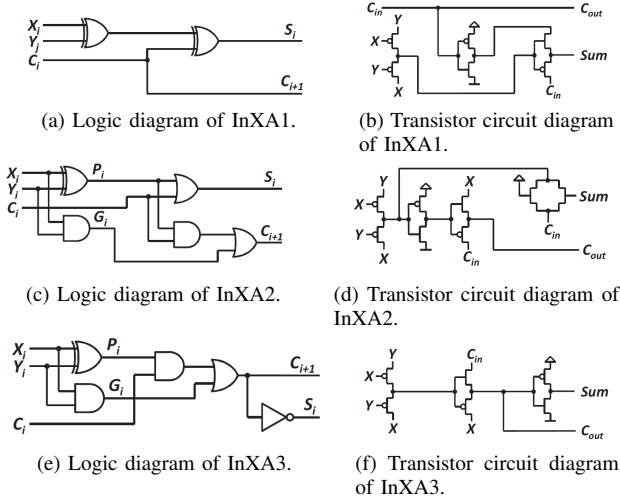 X_i
Y_j
C_i
S_i
C_{i+1}
(a) Logic diagram of InXA1.
C_in
C_out
Y
X
Y
X
Sum
C_in
(b) Transistor circuit diagram
of InXA1.
X_i
Y_i
C_i
P_i
G_i
S_i
C_{i+1}
(c) Logic diagram of InXA2.
Y
X
X
Y
X
C_in
Sum
C_in
C_out
(d) Transistor circuit diagram of
InXA2.
X_i
Y_i
P_i
G_i
C_i
C_{i+1}
S_i
(e) Logic diagram of InXA3.
Y
C_in
X
Y
X
X
Sum
C_out
(f) Transistor circuit diagram
of InXA3.